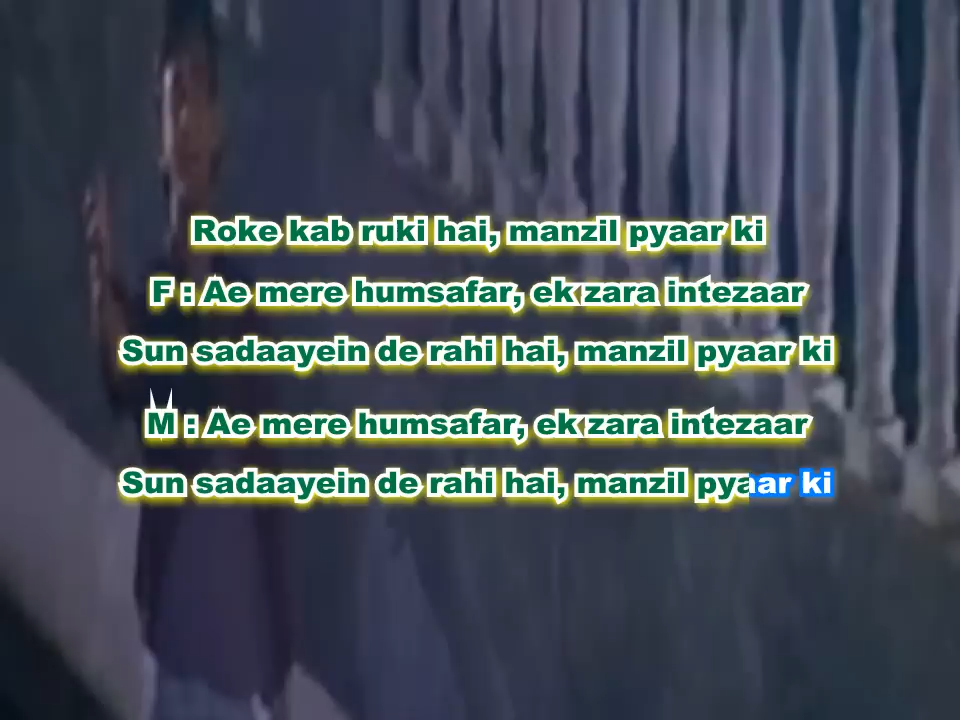 Roke kab ruki hai, manzil pyaar ki
F : Ae mere humsafar, ek zara intezaar
Sun sadaayein de rahi hai, manzil pyaar ki
M : Ae mere humsafar, ek zara intezaar
Sun sadaayein de rahi hai, manzil pyaar ki